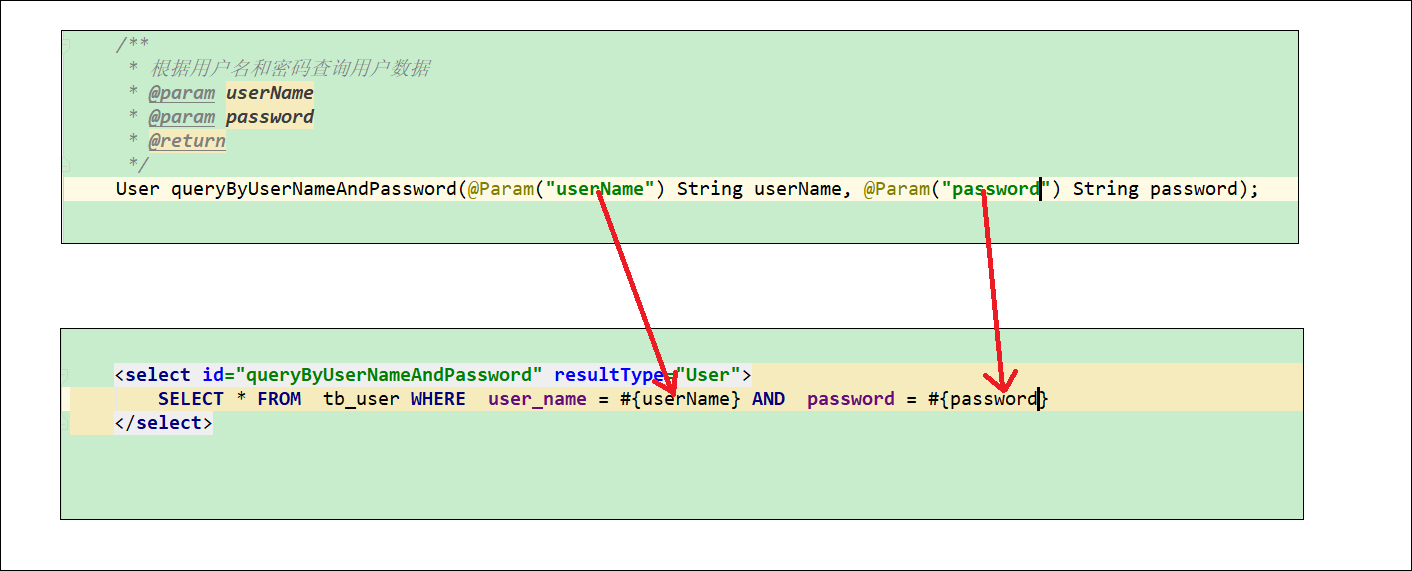 /**
* 根据用户名和密码查询用户数据
* @param userName
* @param password
* @return
*/
User queryByUserNameAndPassword(@Param("userName") String userName, @Param("password") String password);
<select id="queryByUserNameAndPassword" resultType="User">
SELECT * FROM tb_user WHERE user_name = #{userName} AND password = #{password}
</select>